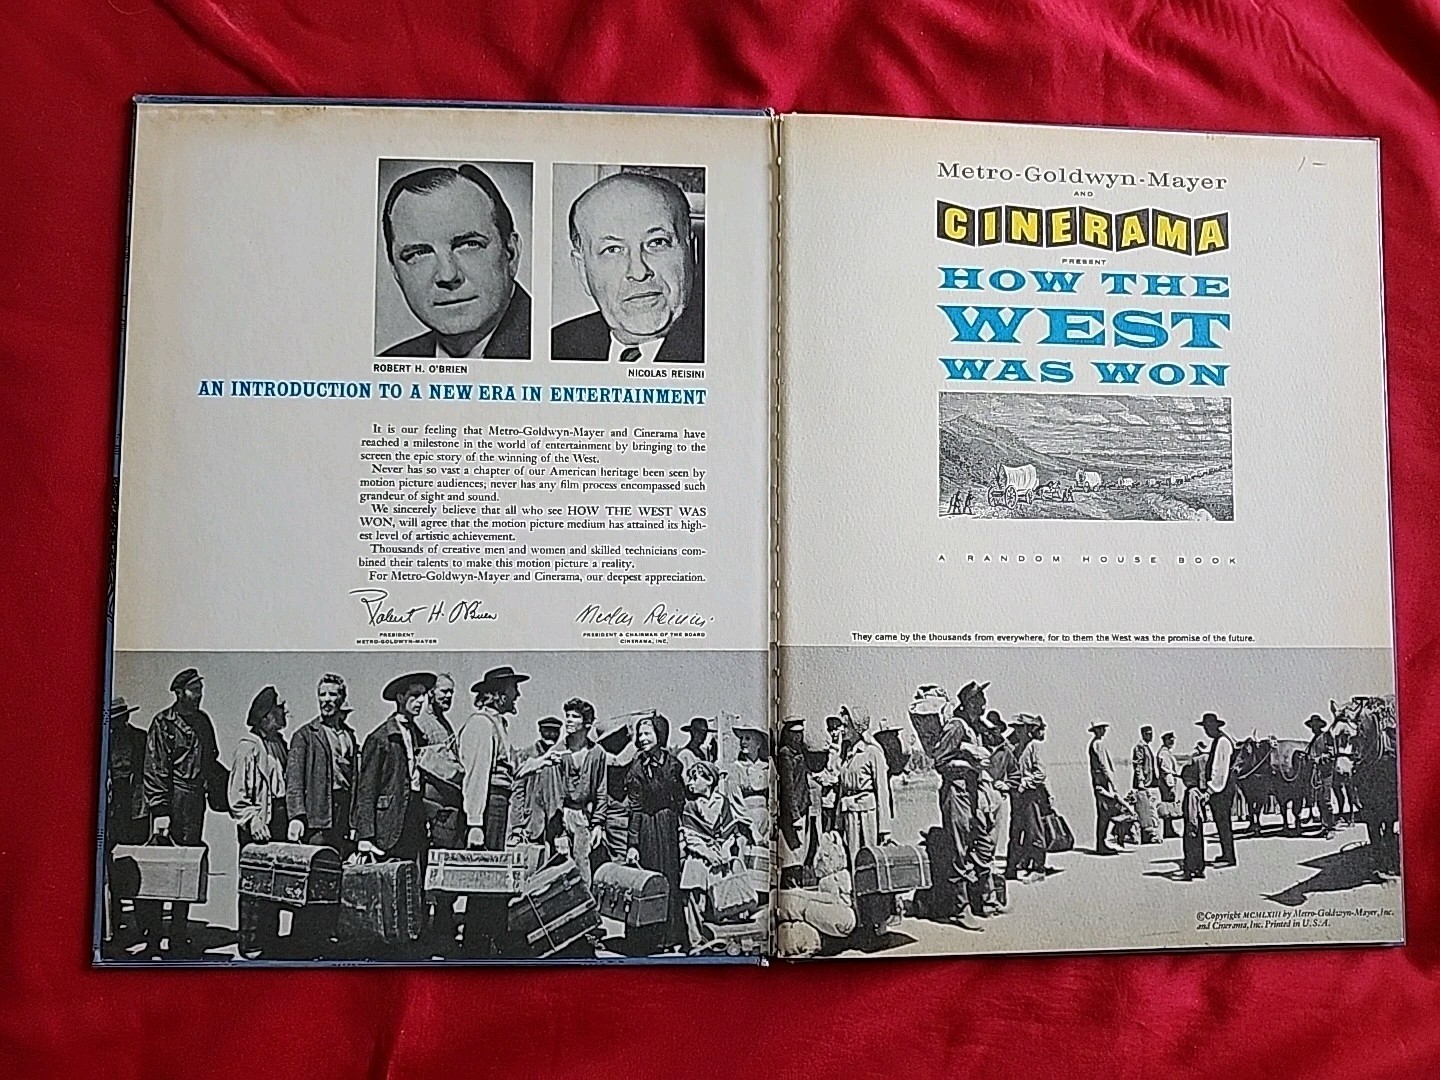 ROBERT H. O'BRIEN
NICOLAS REISINI
AN INTRODUCTION TO A NEW ERA IN ENTERTAINMENT
It is our feeling that Metro-Goldwyn-Mayer and Cinerama have
reached a milestone in the world of entertainment by bringing to the
screen the epic story of the winning of the West.
Never has so vast a chapter of our American heritage been seen by
motion picture audiences; never has any film process encompassed such
grandeur of sight and sound.
We sincerely believe that all who see HOW THE WEST WAS
WON, will agree that the motion picture medium has attained its high-
est level of artistic achievement.
Thousands of creative men and women and skilled technicians com-
bined their talents to make this motion picture a reality.
For Metro-Goldwyn-Mayer and Cinerama, our deepest appreciation.
Robert H. O'Brien
PRESIDENT
METRO-GOLDWYN-MAYER
Nicolas Reisini
PRESIDENT & CHAIRMAN OF THE BOARD
CINERAMA, INC.
1-
Metro-Goldwyn-Mayer
AND
CINERAMA
PRESENT
HOW THE
WEST
WAS WON
A RANDOM HOUSE BOOK
They came by the thousands from everywhere, for to them the West was the promise of the future.
©Copyright MCMLXIII by Metro-Goldwyn-Mayer, Inc.
and Cinerama, Inc. Printed in U.S.A.